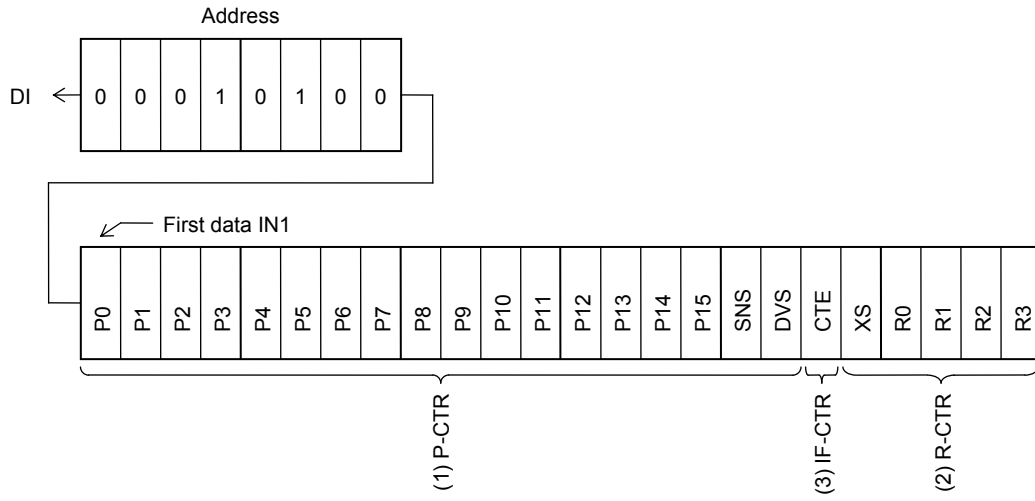 Address
DI 0 0 0 1 0 1 0 0
First data IN1
P0 P1 P2 P3 P4 P5 P6 P7 P8 P9 P10 P11 P12 P13 P14 P15 SNS DVS CTE XS R0 R1 R2 R3
(1) P-CTR (3) IF-CTR (2) R-CTR